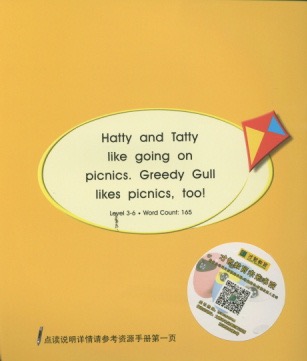 Hatty and Tatty
like going on
picnics. Greedy Gull
likes picnics, too!
Level 3-6 • Word Count: 165
点读说明详情请参考资源手册第一页